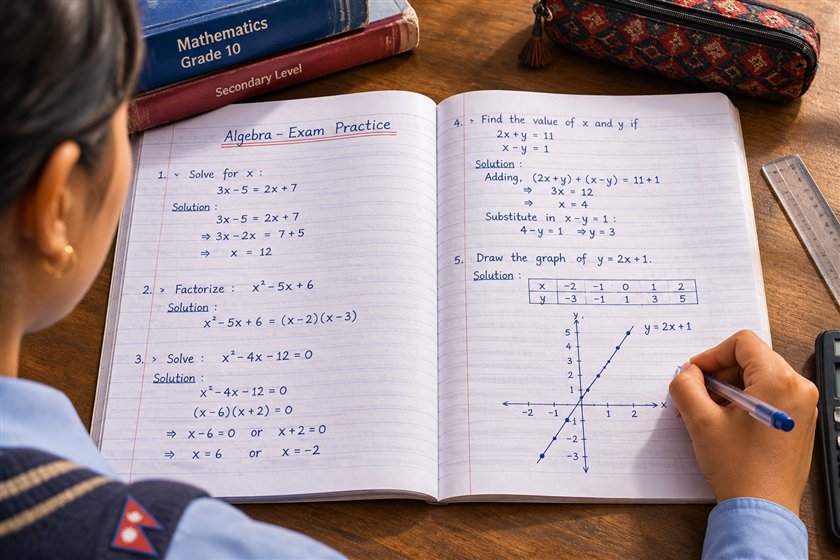 Mathematics
Grade 10
Secondary Level
Algebra – Exam Practice
1. Solve for x :
3x – 5 = 2x + 7
Solution :
3x – 5 = 2x + 7
⇒ 3x – 2x = 7 + 5
⇒ x = 12
2. > Factorize : x² – 5x + 6
Solution :
x² – 5x + 6 = (x – 2)(x – 3)
3. > Solve : x² – 4x – 12 = 0
Solution :
x² – 4x – 12 = 0
(x – 6)(x + 2) = 0
⇒ x – 6 = 0 or x + 2 = 0
⇒ x = 6 or x = –2
4. > Find the value of x and y if
2x + y = 11
x – y = 1
Solution :
Adding, (2x + y) + (x – y) = 11 + 1
⇒ 3x = 12
⇒ x = 4
Substitute in x – y = 1 :
4 – y = 1 ⇒ y = 3
5. Draw the graph of y = 2x + 1.
Solution :
x –2 –1 0 1 2
y –3 –1 1 3 5
y
y = 2x + 1
5
4
3
2
1
–2 –1 1 2 x
–1
–2
–3